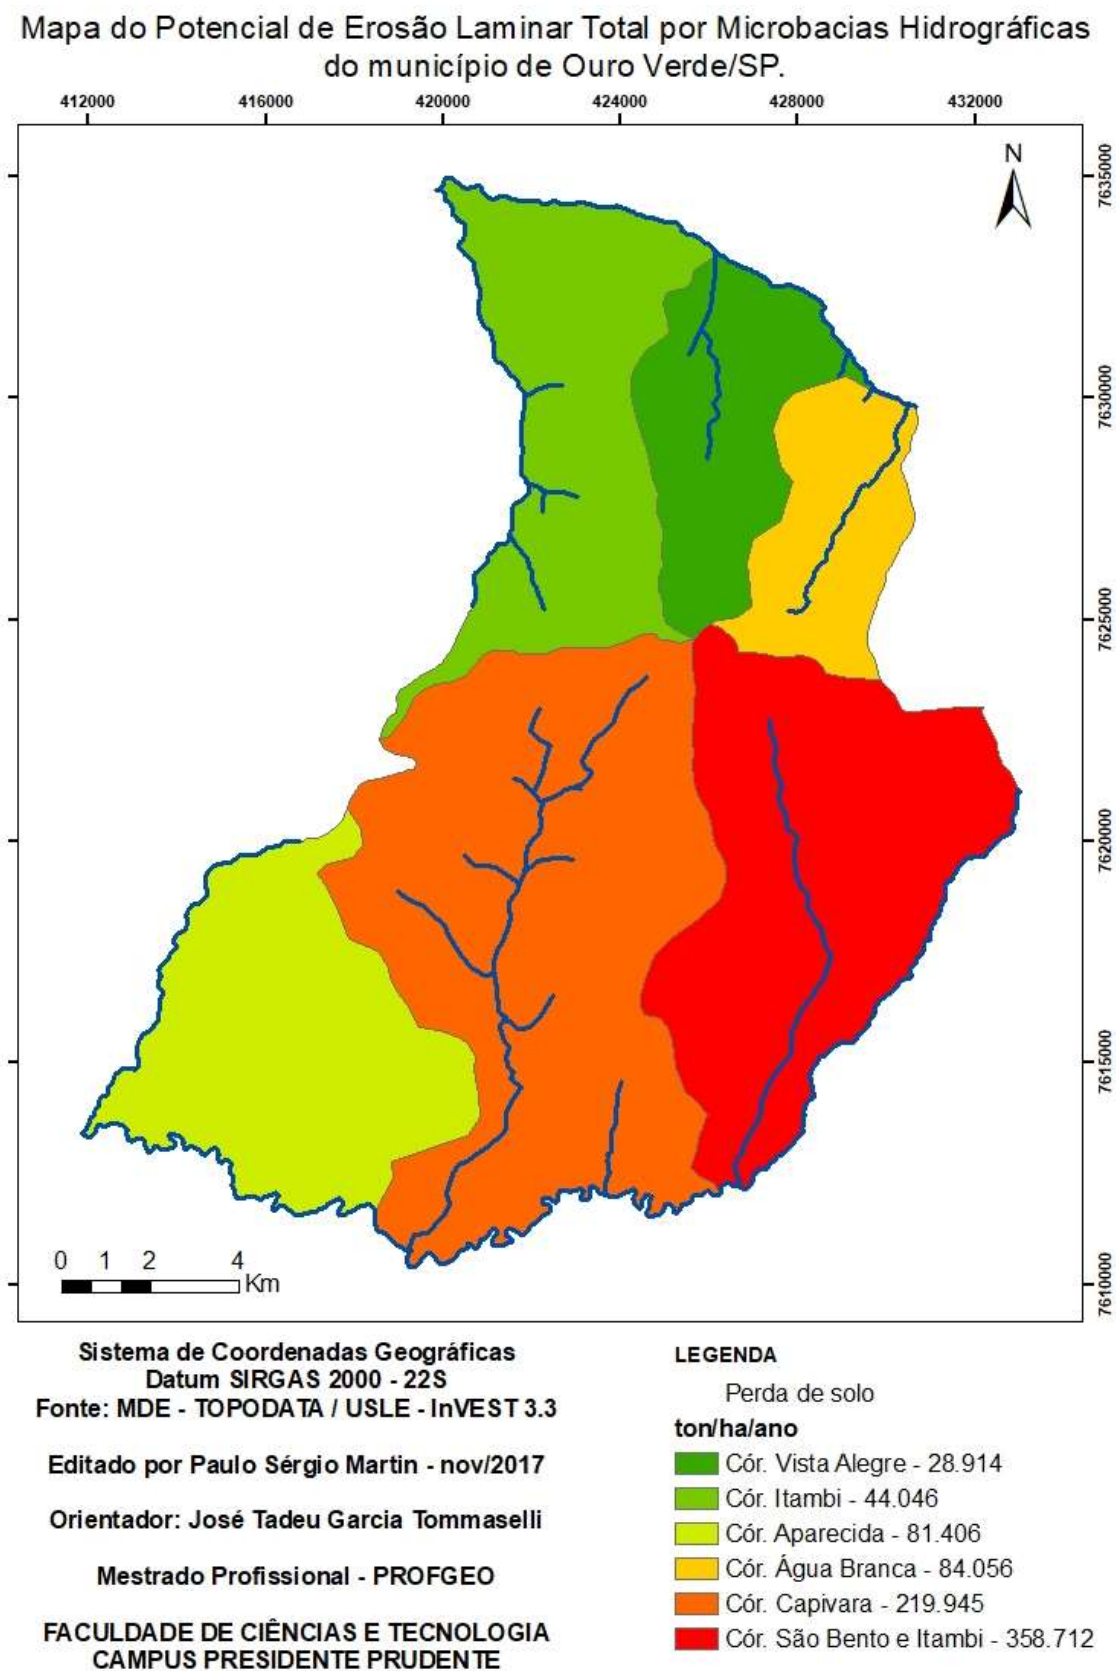 Mapa do Potencial de Erosão Laminar Total por Microbacias Hidrográficas
do município de Ouro Verde/SP.
412000 416000 420000 424000 428000 432000
N
7635000
7630000
7625000
7620000
7615000
7610000
0 1 2 4
Km
Sistema de Coordenadas Geográficas
Datum SIRGAS 2000 - 22S
Fonte: MDE - TOPODATA / USLE - InVEST 3.3
Editado por Paulo Sérgio Martin - nov/2017
Orientador: José Tadeu Garcia Tommaselli
Mestrado Profissional - PROFGEO
FACULDADE DE CIÊNCIAS E TECNOLOGIA
CAMPUS PRESIDENTE PRUDENTE
LEGENDA
Perda de solo
ton/ha/ano
Cór. Vista Alegre - 28.914
Cór. Itambi - 44.046
Cór. Aparecida - 81.406
Cór. Água Branca - 84.056
Cór. Capivara - 219.945
Cór. São Bento e Itambi - 358.712